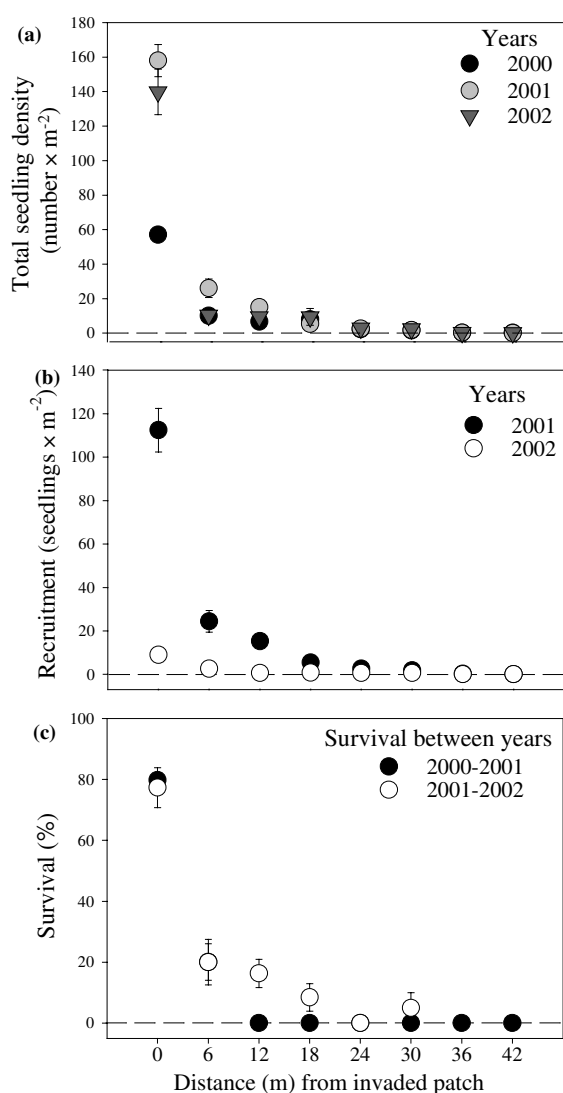 (a)
Total seedling density
(number × m⁻²)
180
160
140
120
100
80
60
40
20
0
Years
2000
2001
2002
(b)
Recruitment (seedlings × m⁻²)
140
120
100
80
60
40
20
0
Years
2001
2002
(c)
Survival (%)
100
80
60
40
20
0
Survival between years
2000-2001
2001-2002
0 6 12 18 24 30 36 42
Distance (m) from invaded patch